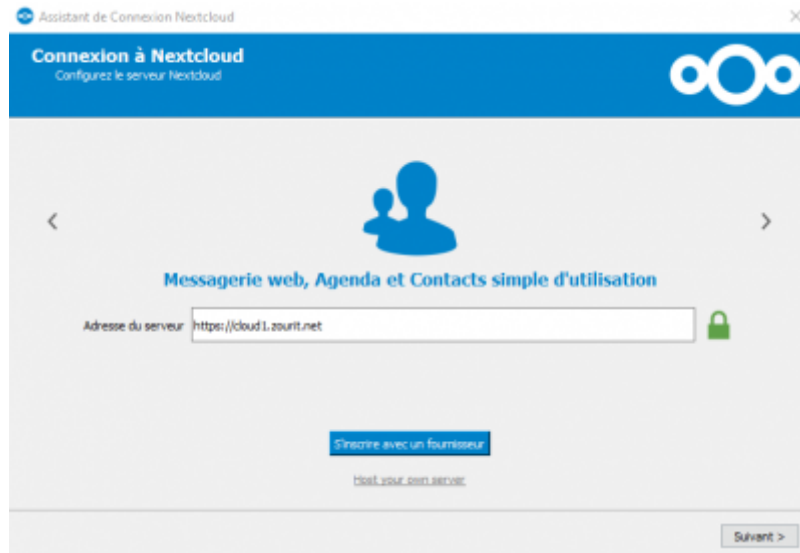 Assistant de Connexion Nextcloud
Connexion à Nextcloud
Configurez le serveur Nextcloud
Messagerie web, Agenda et Contacts simple d'utilisation
Adresse du serveur https://cloud1.zourit.net
S'inscrire avec un fournisseur
Host your own server
Suivant >